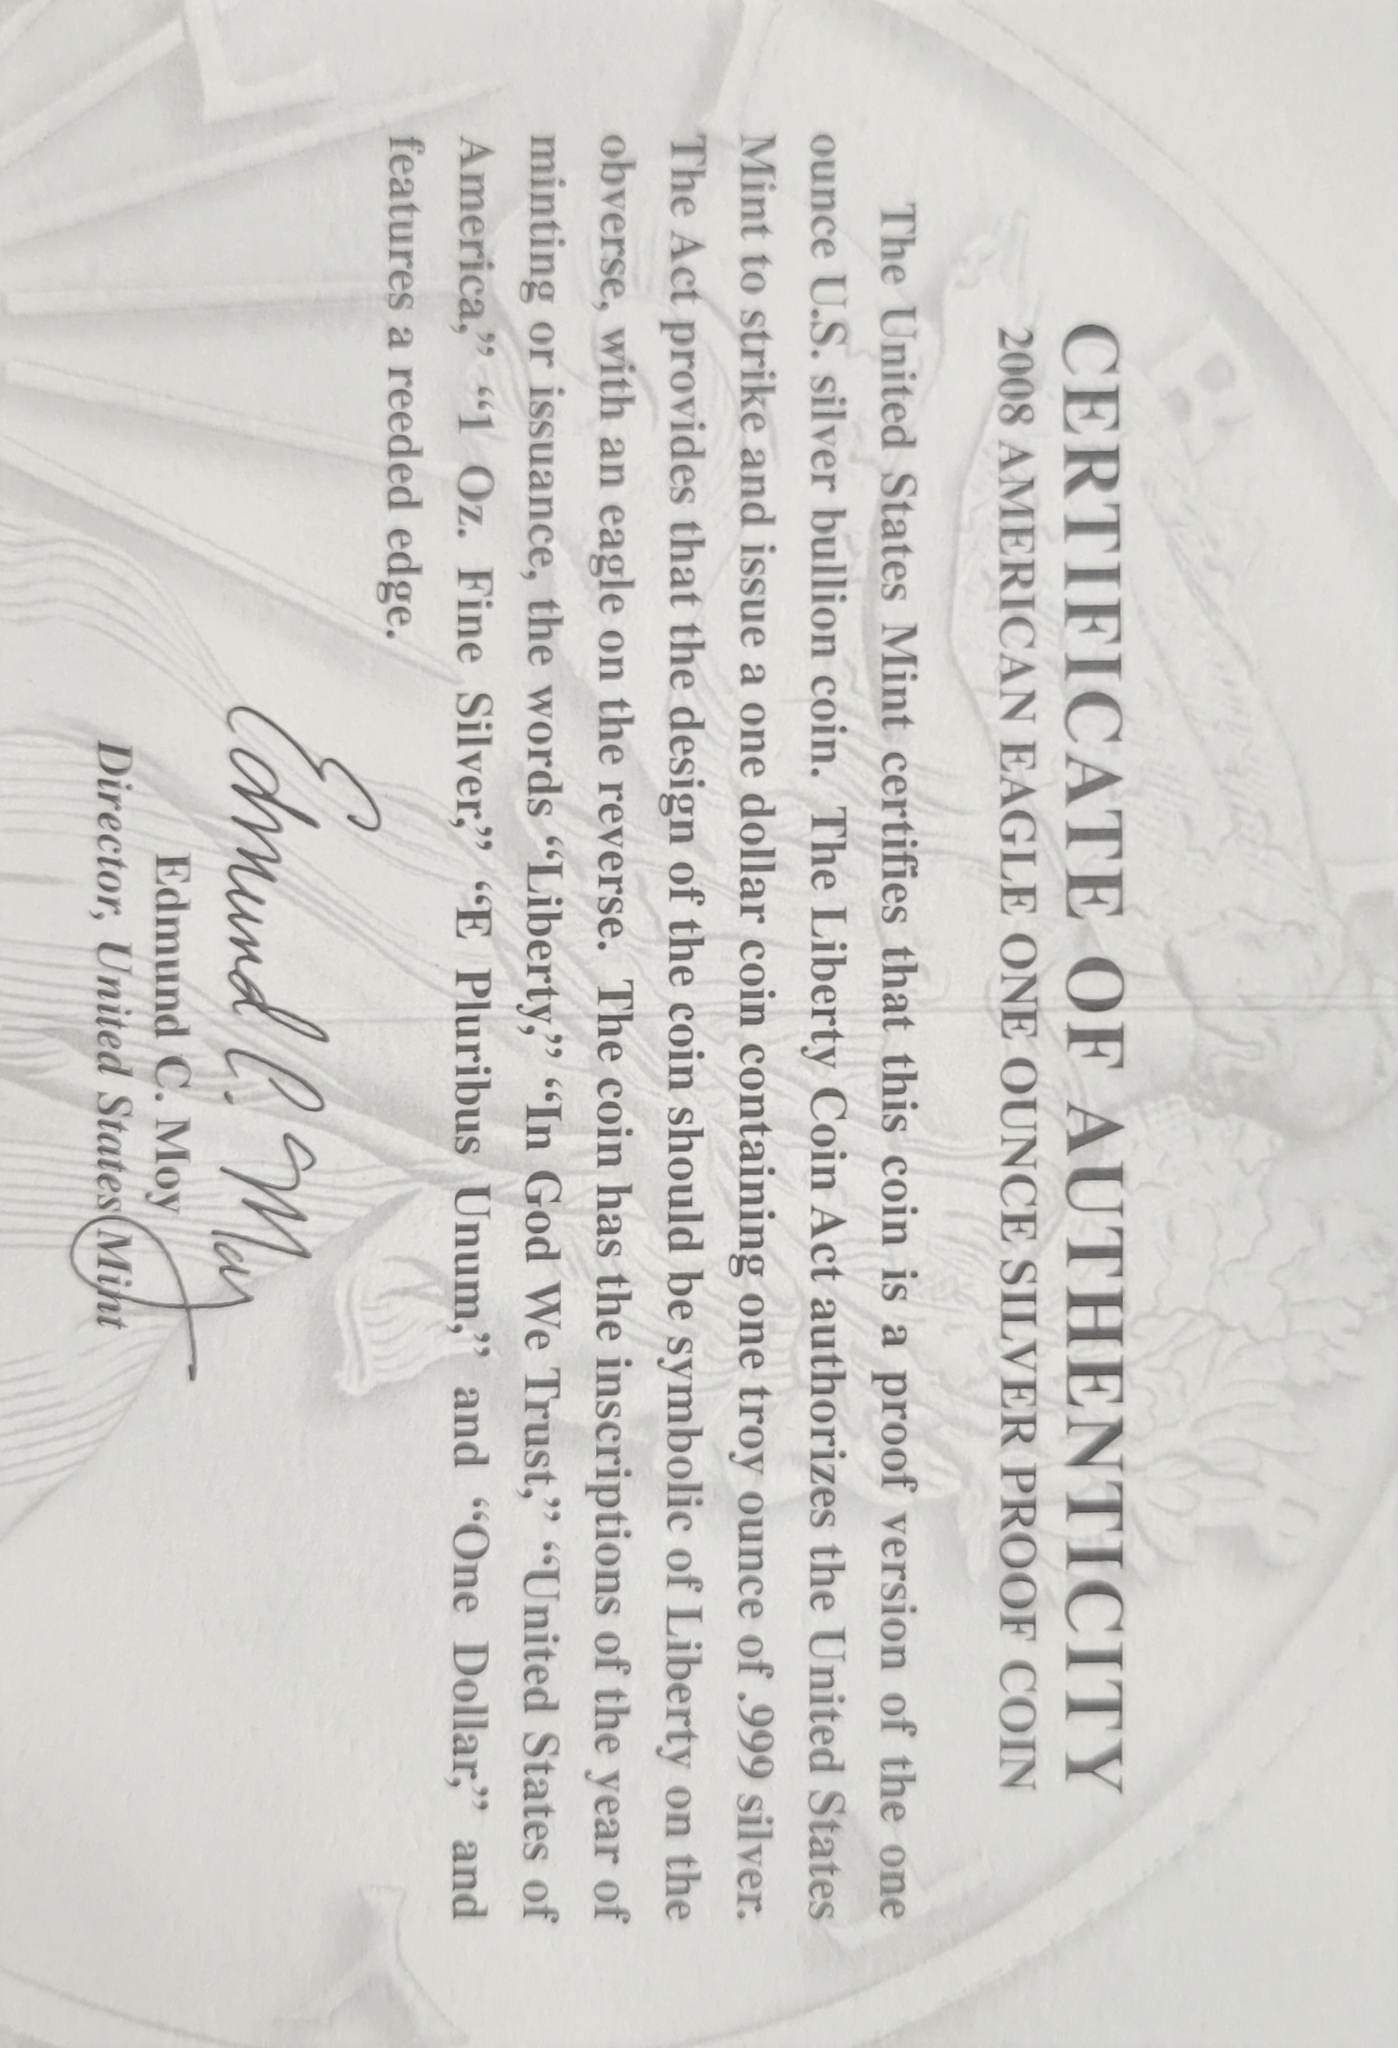 CERTIFICATE OF AUTHENTICITY
2008 AMERICAN EAGLE ONE OUNCE SILVER PROOF COIN
The United States Mint certifies that this coin is a proof version of the one
ounce U.S. silver bullion coin. The Liberty Coin Act authorizes the United States
Mint to strike and issue a one dollar coin containing one troy ounce of .999 silver.
The Act provides that the design of the coin should be symbolic of Liberty on the
obverse, with an eagle on the reverse. The coin has the inscriptions of the year of
minting or issuance, the words “Liberty,” “In God We Trust,” “United States of
America,” “1 Oz. Fine Silver,” “E Pluribus Unum,” and “One Dollar,” and
features a reeded edge.
Edmund C. Moy
Edmund C. Moy
Director, United States Mint